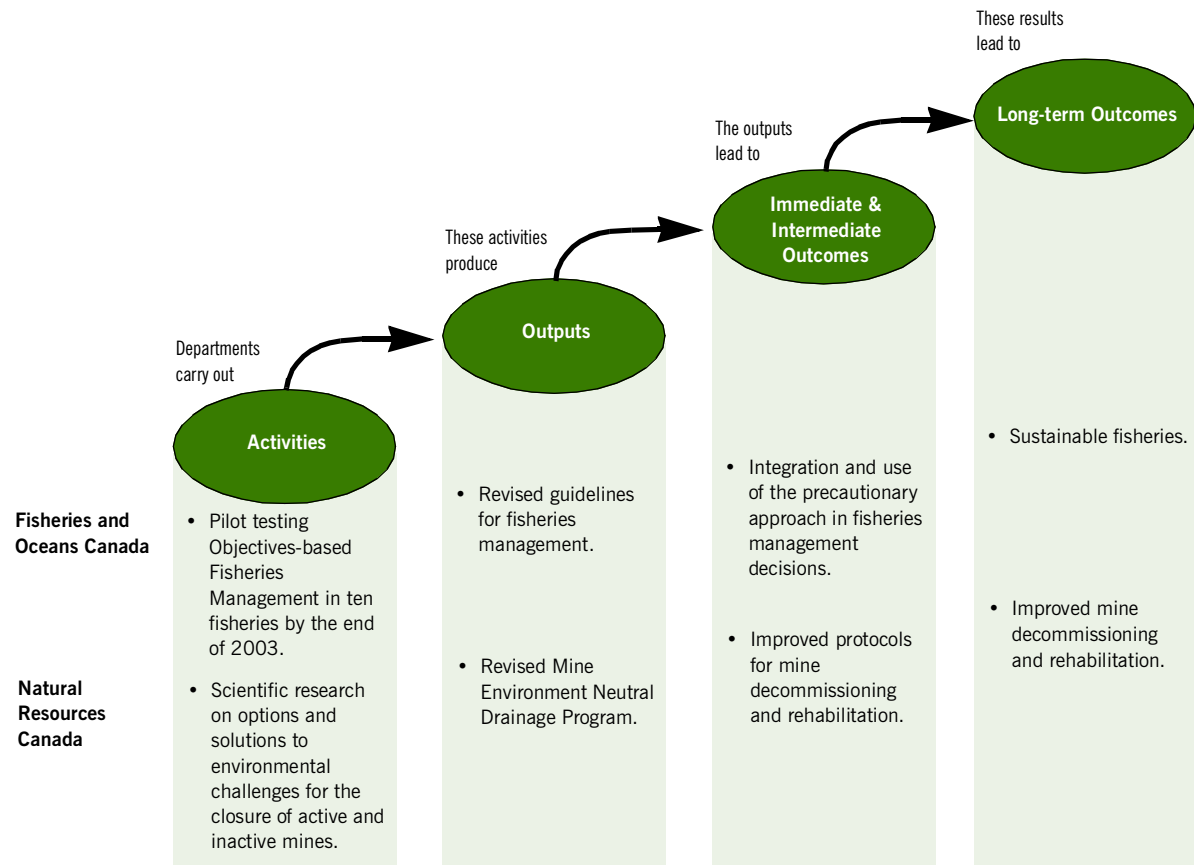 These results
lead to
Long-term Outcomes
The outputs
lead to
Immediate &
Intermediate
Outcomes
These activities
produce
Outputs
Departments
carry out
Activities
Fisheries and
Oceans Canada
• Pilot testing
Objectives-based
Fisheries
Management in ten
fisheries by the end
of 2003.
• Revised guidelines
for fisheries
management.
• Integration and use
of the precautionary
approach in fisheries
management
decisions.
• Sustainable fisheries.
Natural
Resources
Canada
• Scientific research
on options and
solutions to
environmental
challenges for the
closure of active and
inactive mines.
• Revised Mine
Environment Neutral
Drainage Program.
• Improved protocols
for mine
decommissioning
and rehabilitation.
• Improved mine
decommissioning
and rehabilitation.